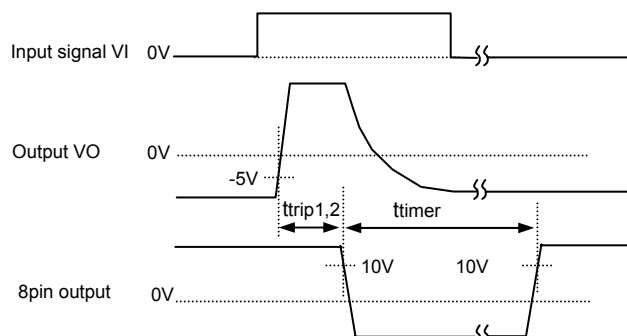 Input signal VI 0V
Output VO 0V
-5V
ttrip1,2 ttimer
10V 10V
8pin output 0V